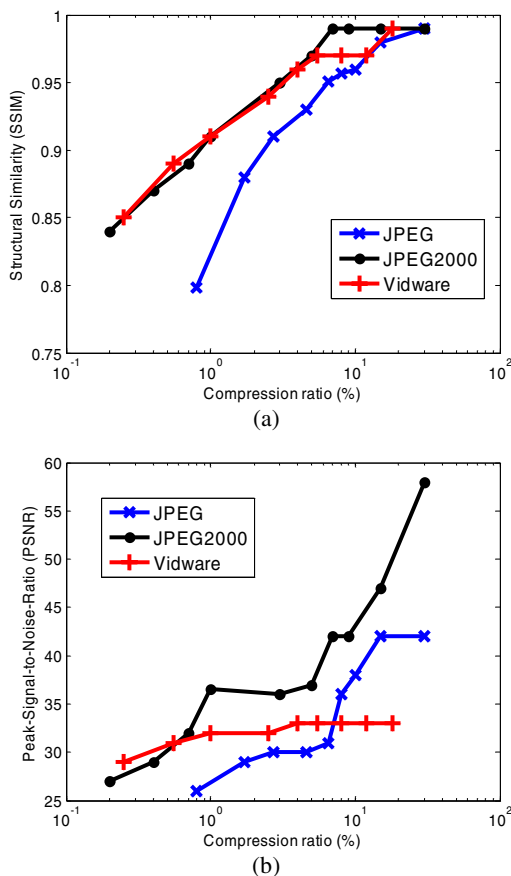 1
0.95
0.9
0.85
0.8
0.75
Structural Similarity (SSIM)
JPEG
JPEG2000
Vidware
10^-1 10^0 10^1 10^2
Compression ratio (%)
(a)
60
55
50
45
40
35
30
25
Peak-Signal-to-Noise-Ratio (PSNR)
JPEG
JPEG2000
Vidware
10^-1 10^0 10^1 10^2
Compression ratio (%)
(b)